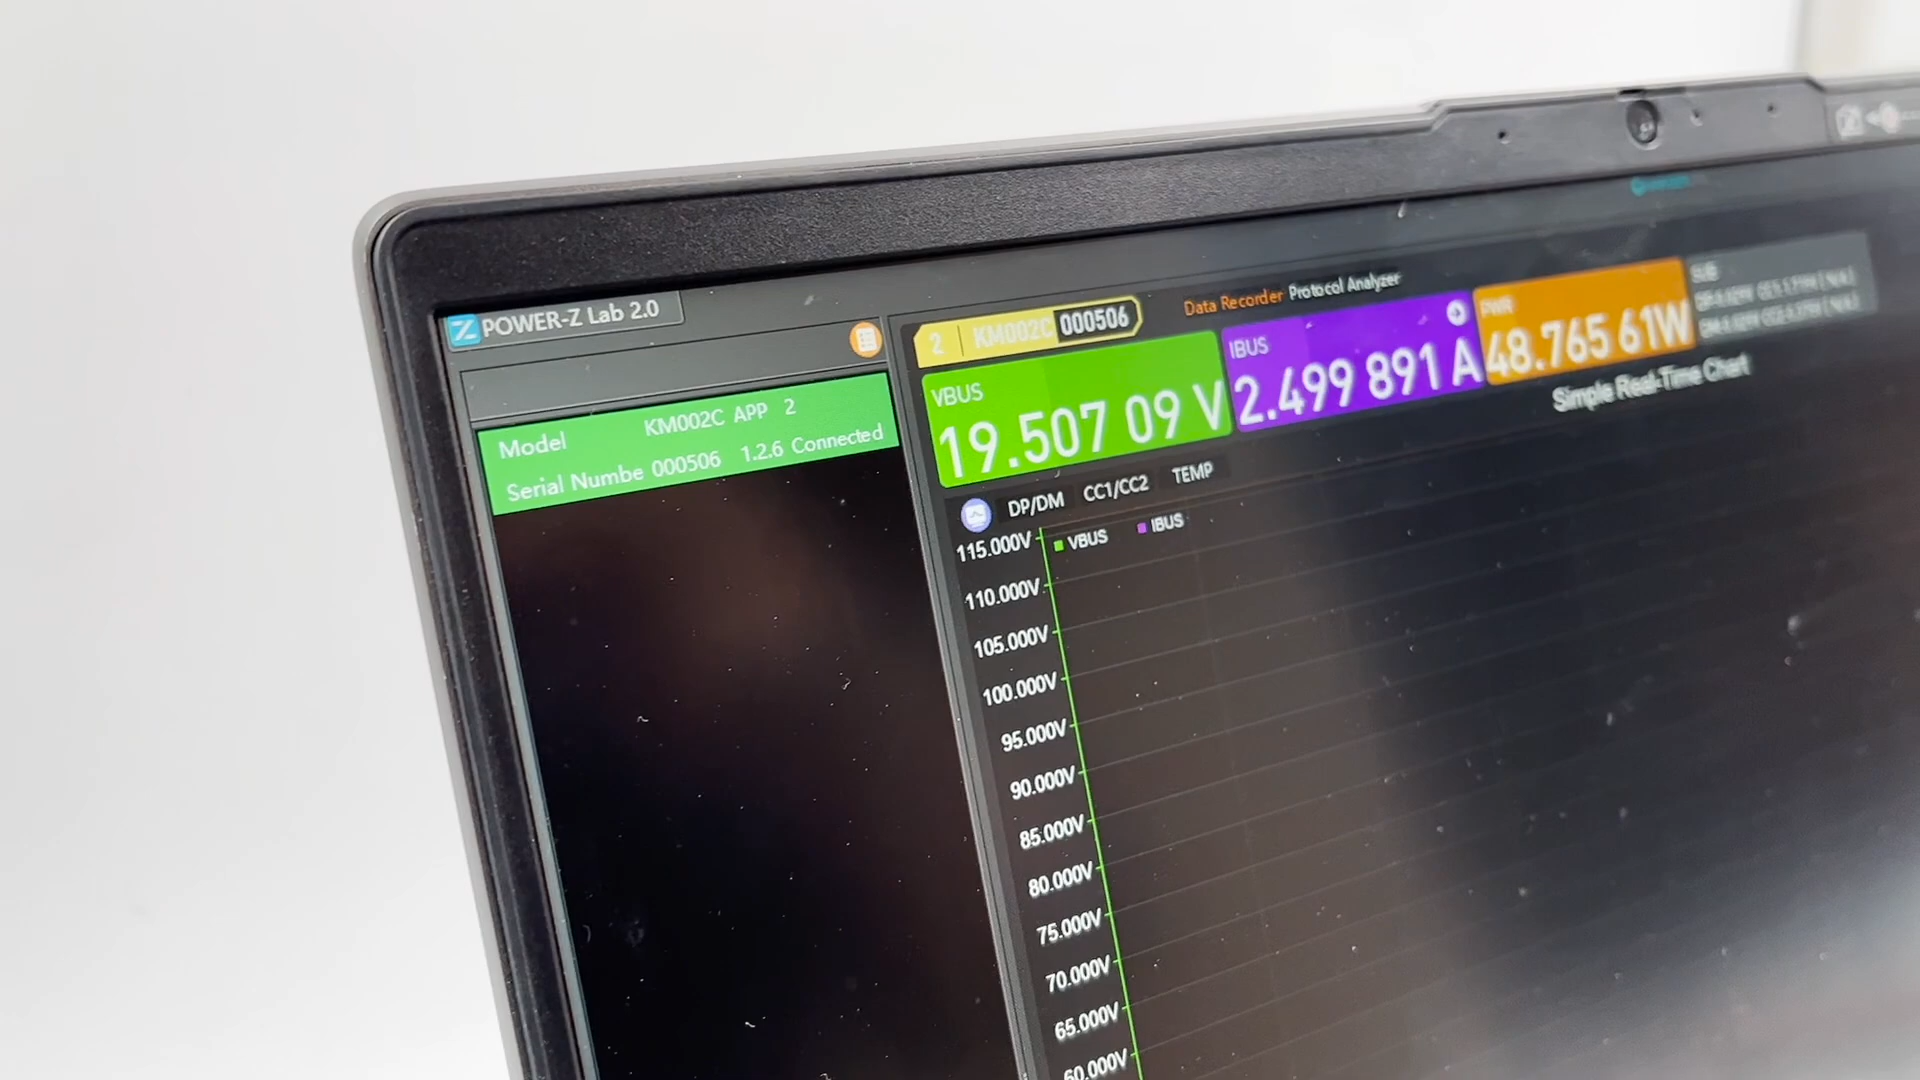 POWER-Z Lab 2.0
Model KM002C APP 2
Serial Numbe 000506 1.2.6 Connected
2 KM002C 000506
Data Recorder Protocol Analyzer
VBUS
19.507 09 V
IBUS
2.499 891 A
PWR
48.765 61W
SUB
Simple Real-Time Chart
DP/DM CC1/CC2 TEMP
VBUS IBUS
115.000V
110.000V
105.000V
100.000V
95.000V
90.000V
85.000V
80.000V
75.000V
70.000V
65.000V
60.000V